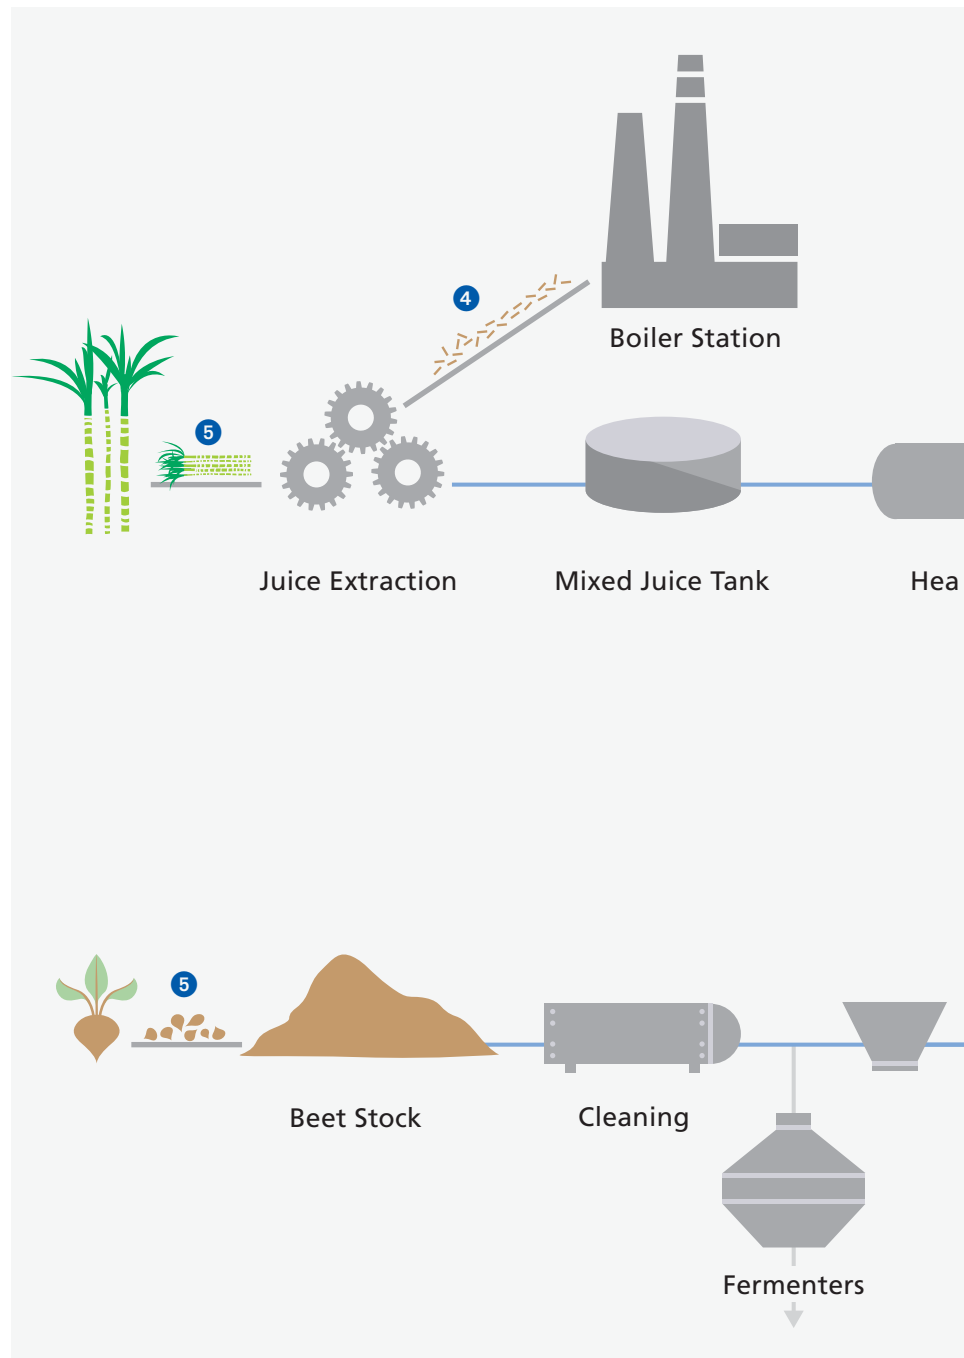 4
Boiler Station
5
Juice Extraction
Mixed Juice Tank
Hea
5
Beet Stock
Cleaning
Fermenters